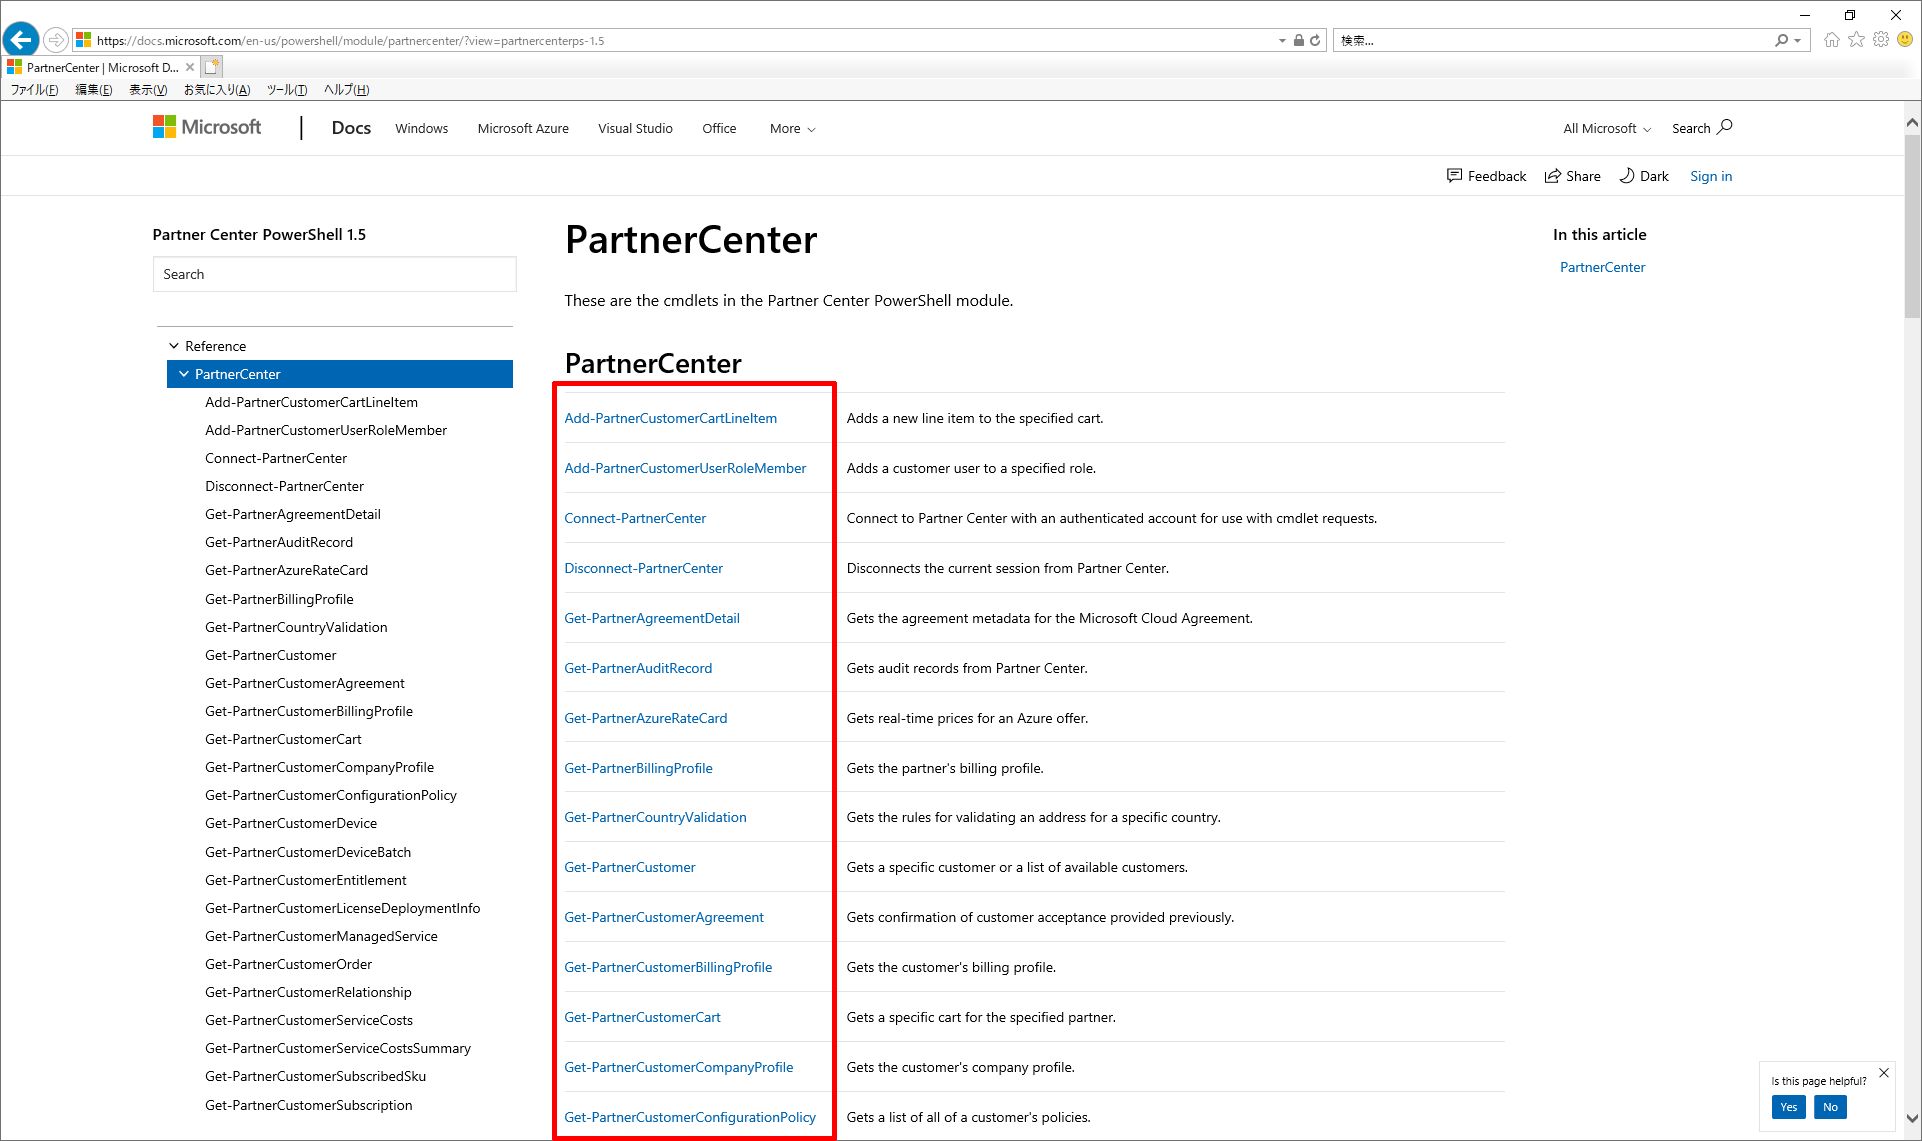 https://docs.microsoft.com/en-us/powershell/module/partnercenter/?view=partnercenterps-1.5
検索...
PartnerCenter | Microsoft D...
ファイル(F) 編集(E) 表示(V) お気に入り(A) ツール(T) ヘルプ(H)
Microsoft Docs Windows Microsoft Azure Visual Studio Office More All Microsoft Search
Feedback Share Dark Sign in
Partner Center PowerShell 1.5
Search
Reference
PartnerCenter
Add-PartnerCustomerCartLineItem
Add-PartnerCustomerUserRoleMember
Connect-PartnerCenter
Disconnect-PartnerCenter
Get-PartnerAgreementDetail
Get-PartnerAuditRecord
Get-PartnerAzureRateCard
Get-PartnerBillingProfile
Get-PartnerCountryValidation
Get-PartnerCustomer
Get-PartnerCustomerAgreement
Get-PartnerCustomerBillingProfile
Get-PartnerCustomerCart
Get-PartnerCustomerCompanyProfile
Get-PartnerCustomerConfigurationPolicy
Get-PartnerCustomerDevice
Get-PartnerCustomerDeviceBatch
Get-PartnerCustomerEntitlement
Get-PartnerCustomerLicenseDeploymentInfo
Get-PartnerCustomerManagedService
Get-PartnerCustomerOrder
Get-PartnerCustomerRelationship
Get-PartnerCustomerServiceCosts
Get-PartnerCustomerServiceCostsSummary
Get-PartnerCustomerSubscribedSku
Get-PartnerCustomerSubscription
PartnerCenter
These are the cmdlets in the Partner Center PowerShell module.
PartnerCenter
Add-PartnerCustomerCartLineItem Adds a new line item to the specified cart.
Add-PartnerCustomerUserRoleMember Adds a customer user to a specified role.
Connect-PartnerCenter Connect to Partner Center with an authenticated account for use with cmdlet requests.
Disconnect-PartnerCenter Disconnects the current session from Partner Center.
Get-PartnerAgreementDetail Gets the agreement metadata for the Microsoft Cloud Agreement.
Get-PartnerAuditRecord Gets audit records from Partner Center.
Get-PartnerAzureRateCard Gets real-time prices for an Azure offer.
Get-PartnerBillingProfile Gets the partner's billing profile.
Get-PartnerCountryValidation Gets the rules for validating an address for a specific country.
Get-PartnerCustomer Gets a specific customer or a list of available customers.
Get-PartnerCustomerAgreement Gets confirmation of customer acceptance provided previously.
Get-PartnerCustomerBillingProfile Gets the customer's billing profile.
Get-PartnerCustomerCart Gets a specific cart for the specified partner.
Get-PartnerCustomerCompanyProfile Gets the customer's company profile.
Get-PartnerCustomerConfigurationPolicy Gets a list of all of a customer's policies.
In this article
PartnerCenter
Is this page helpful?
Yes No